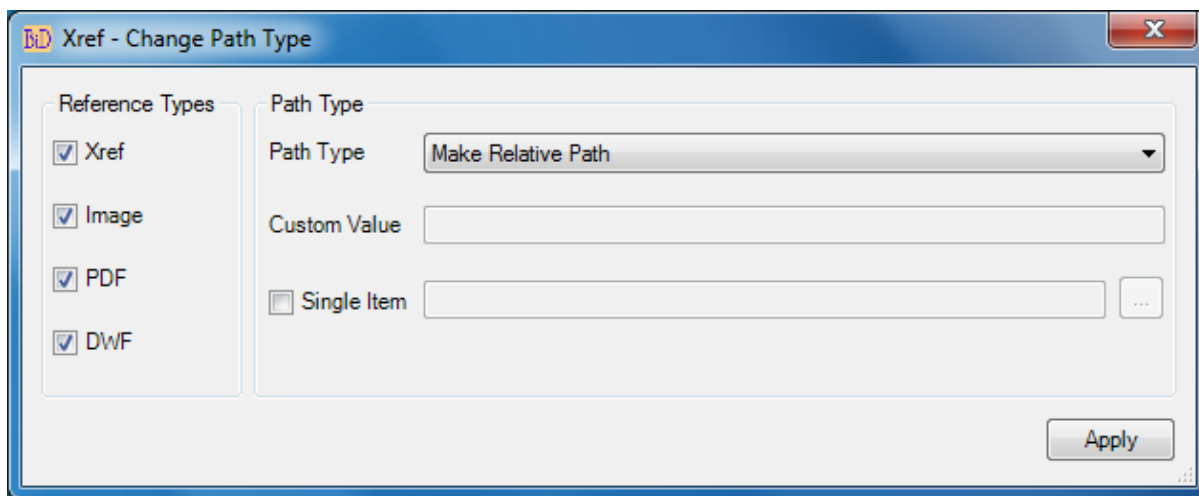 BiD Xref - Change Path Type
Reference Types
Xref
Image
PDF
DWF
Path Type
Path Type Make Relative Path
Custom Value
Single Item ...
Apply